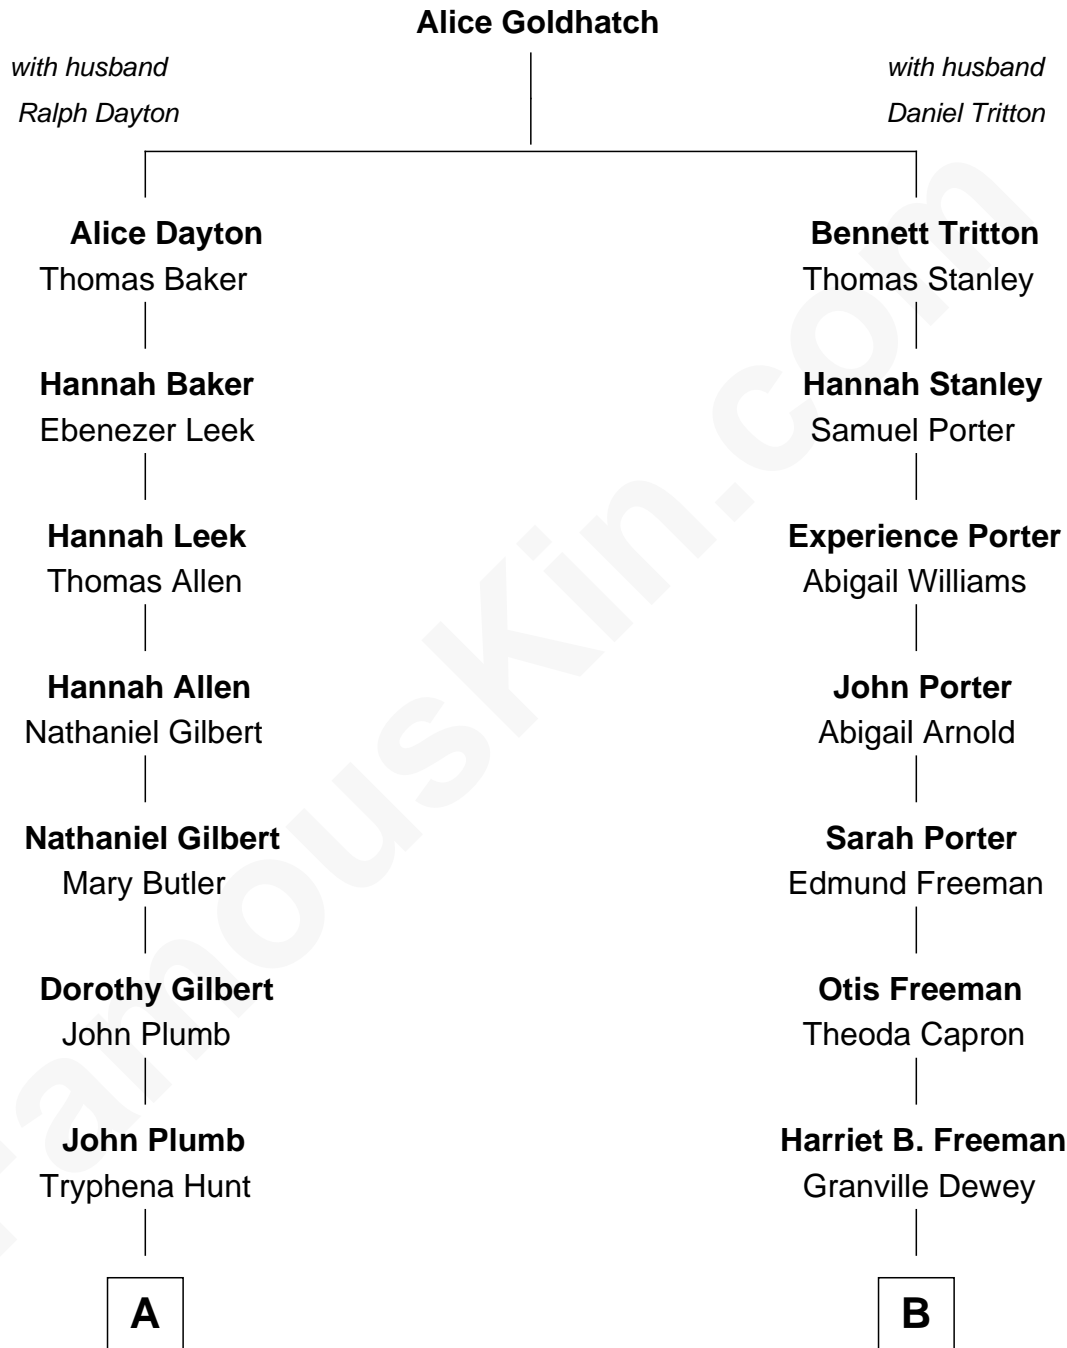 Alice Goldhatch
with husband
Ralph Dayton
with husband
Daniel Tritton
Alice Dayton
Thomas Baker
Bennett Tritton
Thomas Stanley
Hannah Baker
Ebenezer Leek
Hannah Stanley
Samuel Porter
Hannah Leek
Thomas Allen
Experience Porter
Abigail Williams
Hannah Allen
Nathaniel Gilbert
John Porter
Abigail Arnold
Nathaniel Gilbert
Mary Butler
Sarah Porter
Edmund Freeman
Dorothy Gilbert
John Plumb
Otis Freeman
Theoda Capron
John Plumb
Tryphena Hunt
Harriet B. Freeman
Granville Dewey
A
B
FamousKin.com